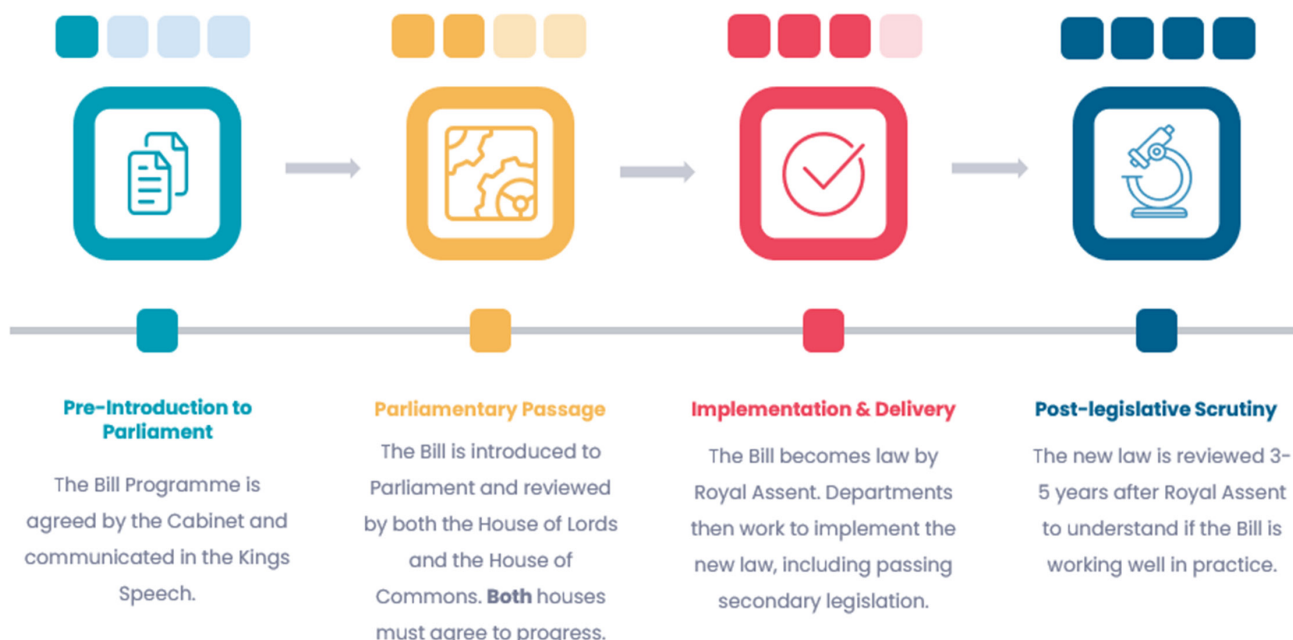 Pre-Introduction to
Parliament
The Bill Programme is
agreed by the Cabinet and
communicated in the Kings
Speech.
Parliamentary Passage
The Bill is introduced to
Parliament and reviewed
by both the House of Lords
and the House of
Commons. Both houses
must agree to progress.
Implementation & Delivery
The Bill becomes law by
Royal Assent. Departments
then work to implement the
new law, including passing
secondary legislation.
Post-legislative Scrutiny
The new law is reviewed 3-
5 years after Royal Assent
to understand if the Bill is
working well in practice.